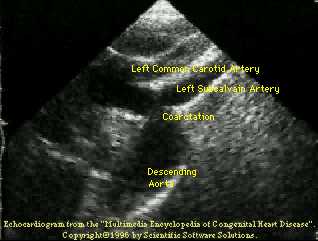 Left Common Carotid Artery
Left Subcalvain Artery
Coarctation
Descending
Aorta
Echocardiogram from the "Multimedia Encyclopedia of Congenital Heart Disease".
Copyright©1996 by Scientific Software Solutions.